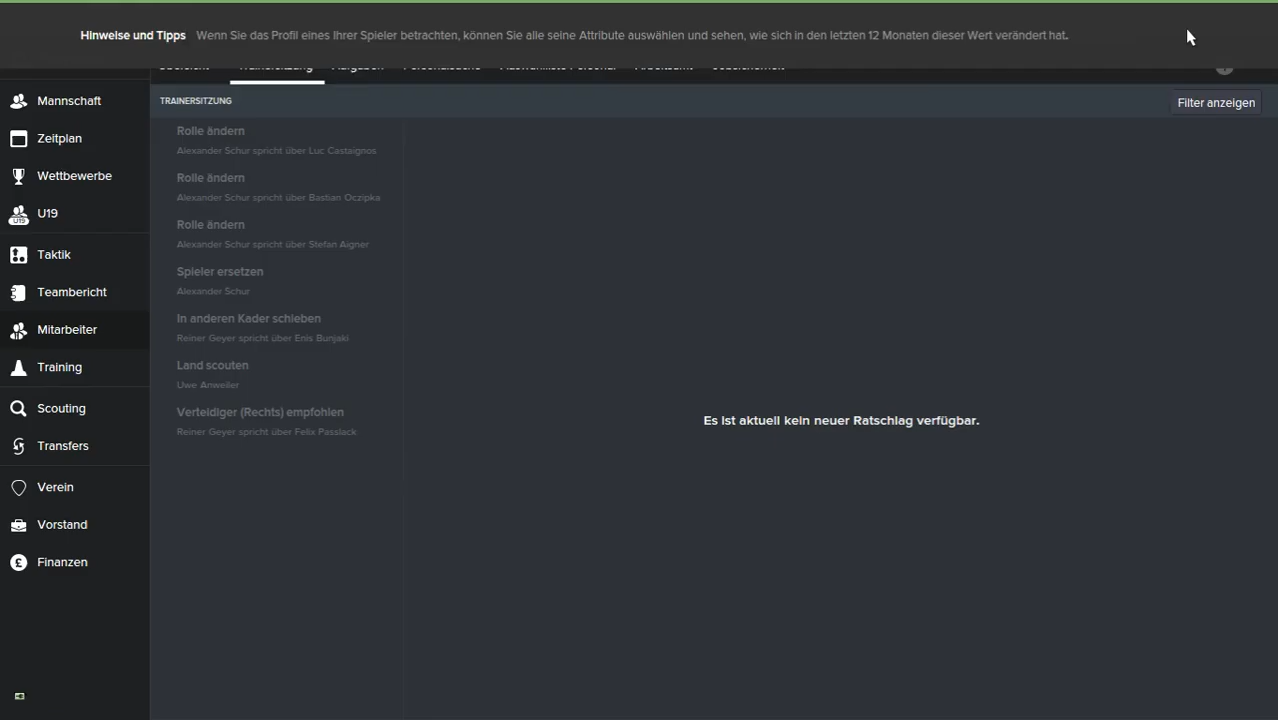 Hinweise und Tipps Wenn Sie das Profil eines Ihrer Spieler betrachten, können Sie alle seine Attribute auswählen und sehen, wie sich in den letzten 12 Monaten dieser Wert verändert hat.
Mannschaft
Zeitplan
Wettbewerbe
U19
Taktik
Teambericht
Mitarbeiter
Training
Scouting
Transfers
Verein
Vorstand
Finanzen
TRAINERSITZUNG
Filter anzeigen
Rolle ändern
Alexander Schur spricht über Luc Castaignos
Rolle ändern
Alexander Schur spricht über Bastian Oczipka
Rolle ändern
Alexander Schur spricht über Stefan Aigner
Spieler ersetzen
Alexander Schur
In anderen Kader schieben
Reiner Geyer spricht über Enis Bunjaki
Land scouten
Uwe Anweiler
Verteidiger (Rechts) empfohlen
Reiner Geyer spricht über Felix Passlack
Es ist aktuell kein neuer Ratschlag verfügbar.